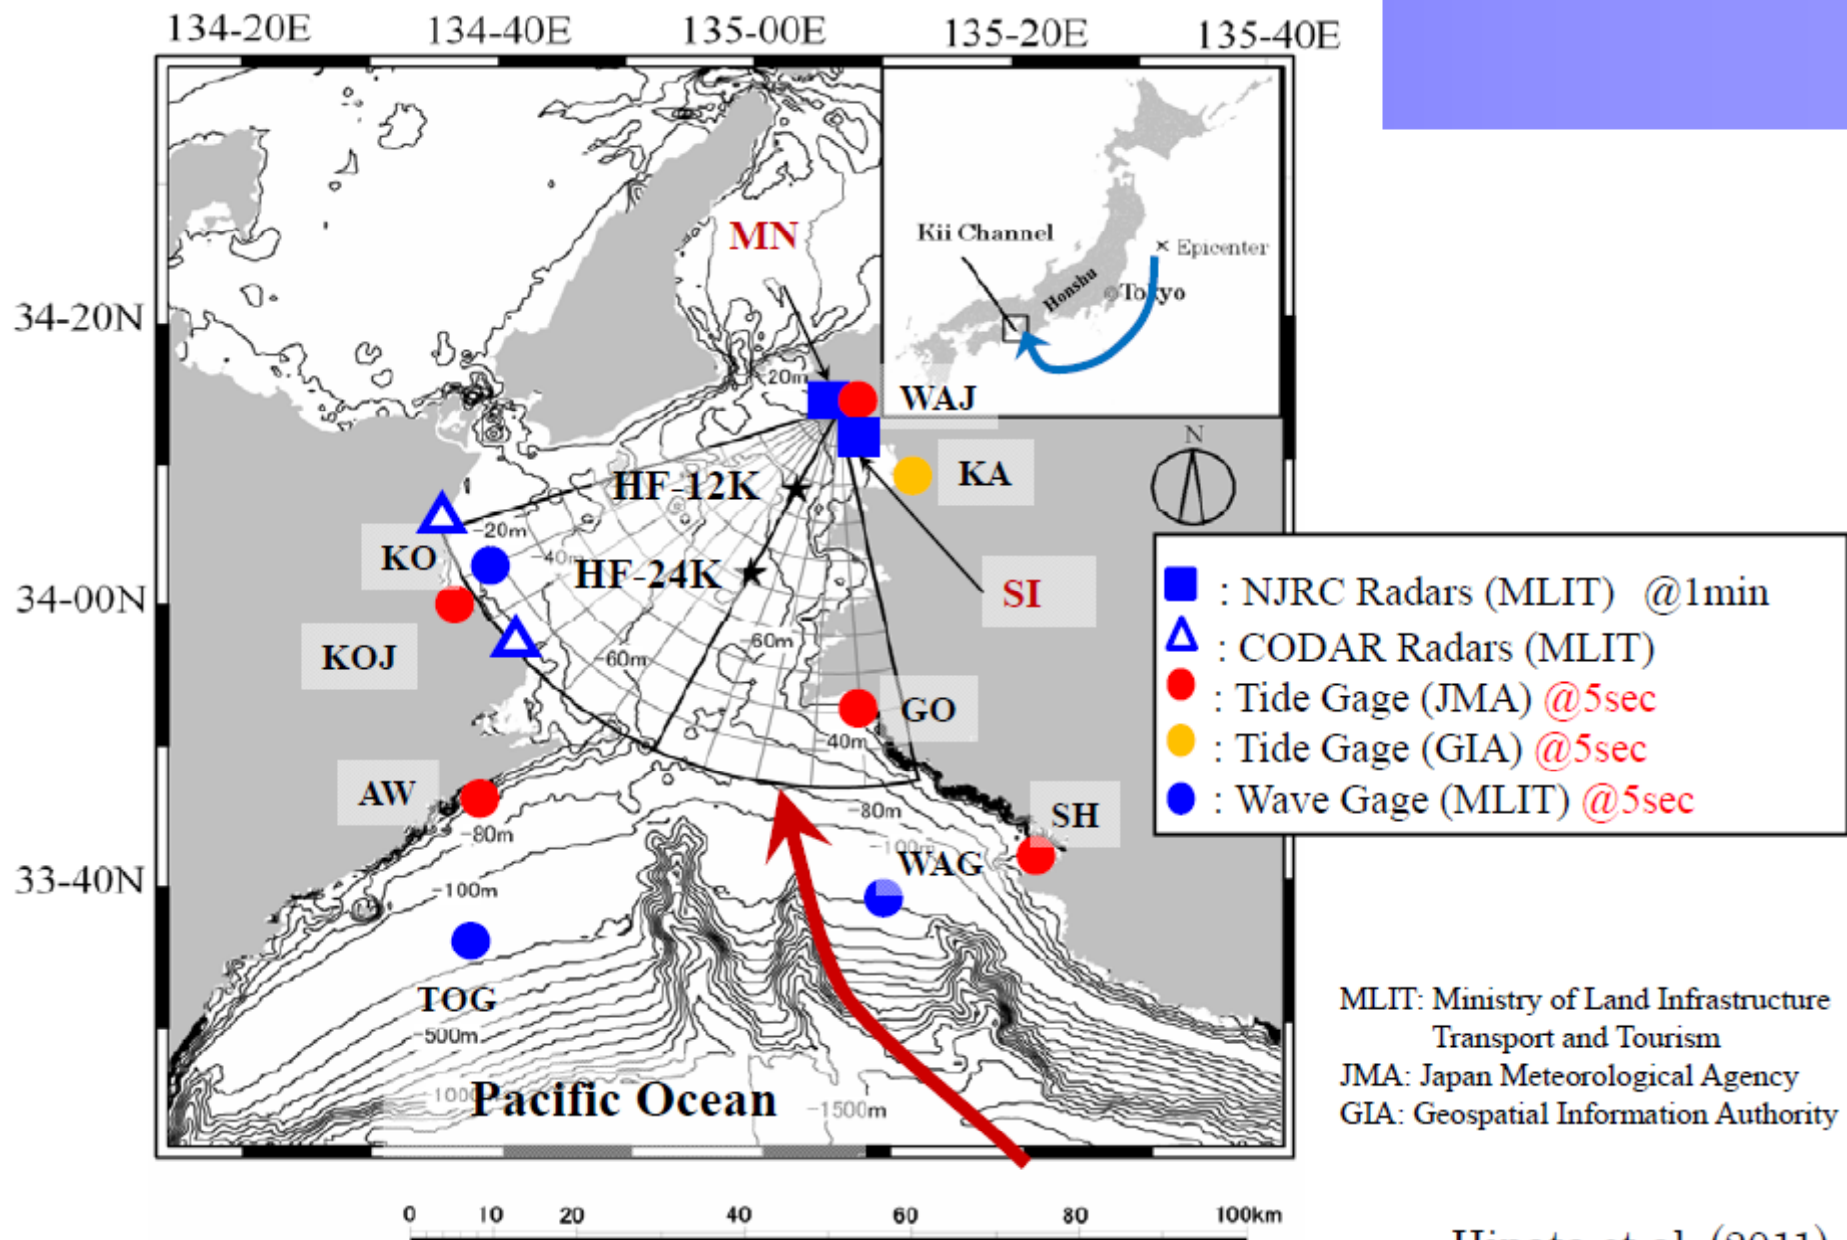 134-20E 134-40E 135-00E 135-20E 135-40E
Kii Channel
× Epicenter
Honshu
Tokyo
MN
34-20N
-20m
WAJ
N
HF-12K
KA
-20m
KO
-40m
HF-24K
SI
34-00N
KOJ
-60m
-60m
GO
-40m
AW
-80m
-80m
SH
-100m
WAG
33-40N
-100m
TOG
-500m
-1000
Pacific Ocean
-1500m
: NJRC Radars (MLIT) @1min
: CODAR Radars (MLIT)
: Tide Gage (JMA) @5sec
: Tide Gage (GIA) @5sec
: Wave Gage (MLIT) @5sec
MLIT: Ministry of Land Infrastructure
Transport and Tourism
JMA: Japan Meteorological Agency
GIA: Geospatial Information Authority
0 10 20 40 60 80 100km
et al. (2011)